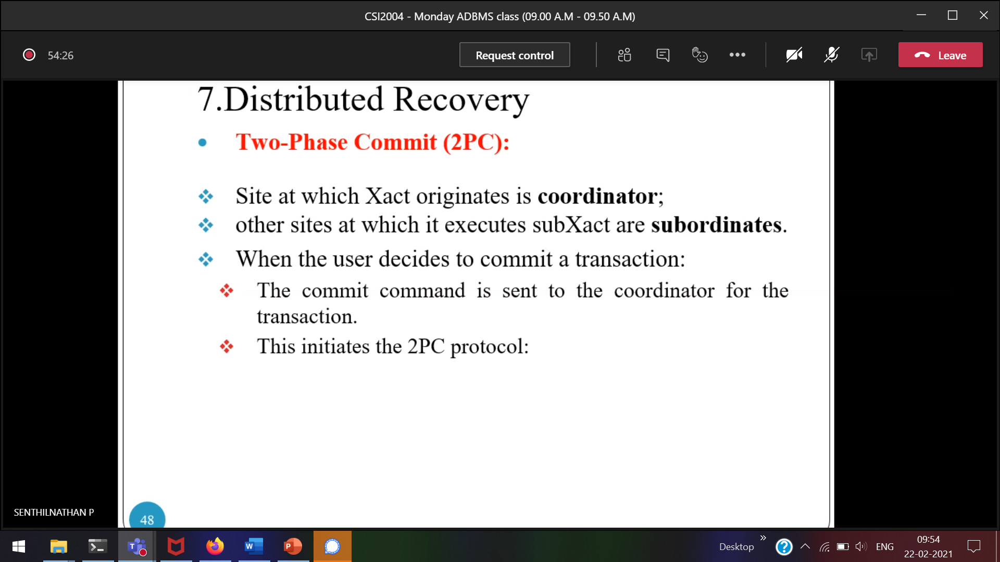 CSI2004 - Monday ADBMS class (09.00 A.M - 09.50 A.M)
54:26
Request control
Leave
7.Distributed Recovery
Two-Phase Commit (2PC):
Site at which Xact originates is coordinator;
other sites at which it executes subXact are subordinates.
When the user decides to commit a transaction:
The commit command is sent to the coordinator for the
transaction.
This initiates the 2PC protocol:
SENTHILNATHAN P
48
Desktop
ENG
09:54
22-02-2021